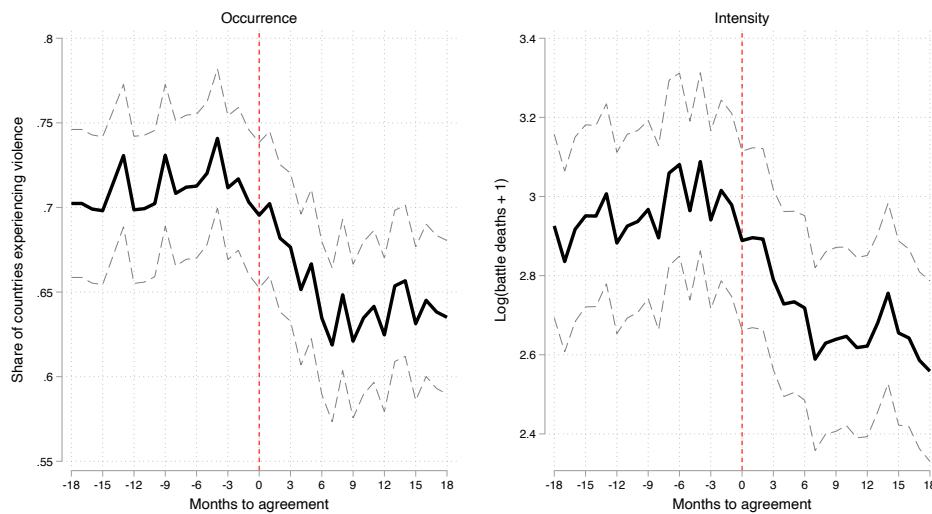 Occurrence
Share of countries experiencing violence
.8
.75
.7
.65
.6
.55
-18 -15 -12 -9 -6 -3 0 3 6 9 12 15 18
Months to agreement
Intensity
Log(battle deaths + 1)
3.4
3.2
3
2.8
2.6
2.4
-18 -15 -12 -9 -6 -3 0 3 6 9 12 15 18
Months to agreement